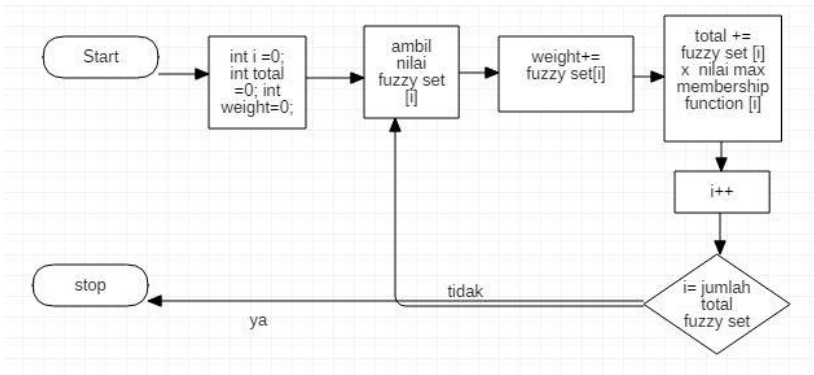 Start
int i =0;
int total
=0; int
weight=0;
ambil
nilai
fuzzy set
[i]
weight+=
fuzzy set[i]
total +=
fuzzy set [i]
x nilai max
membership
function [i]
i++
i= jumlah
total
fuzzy set
tidak
ya
stop